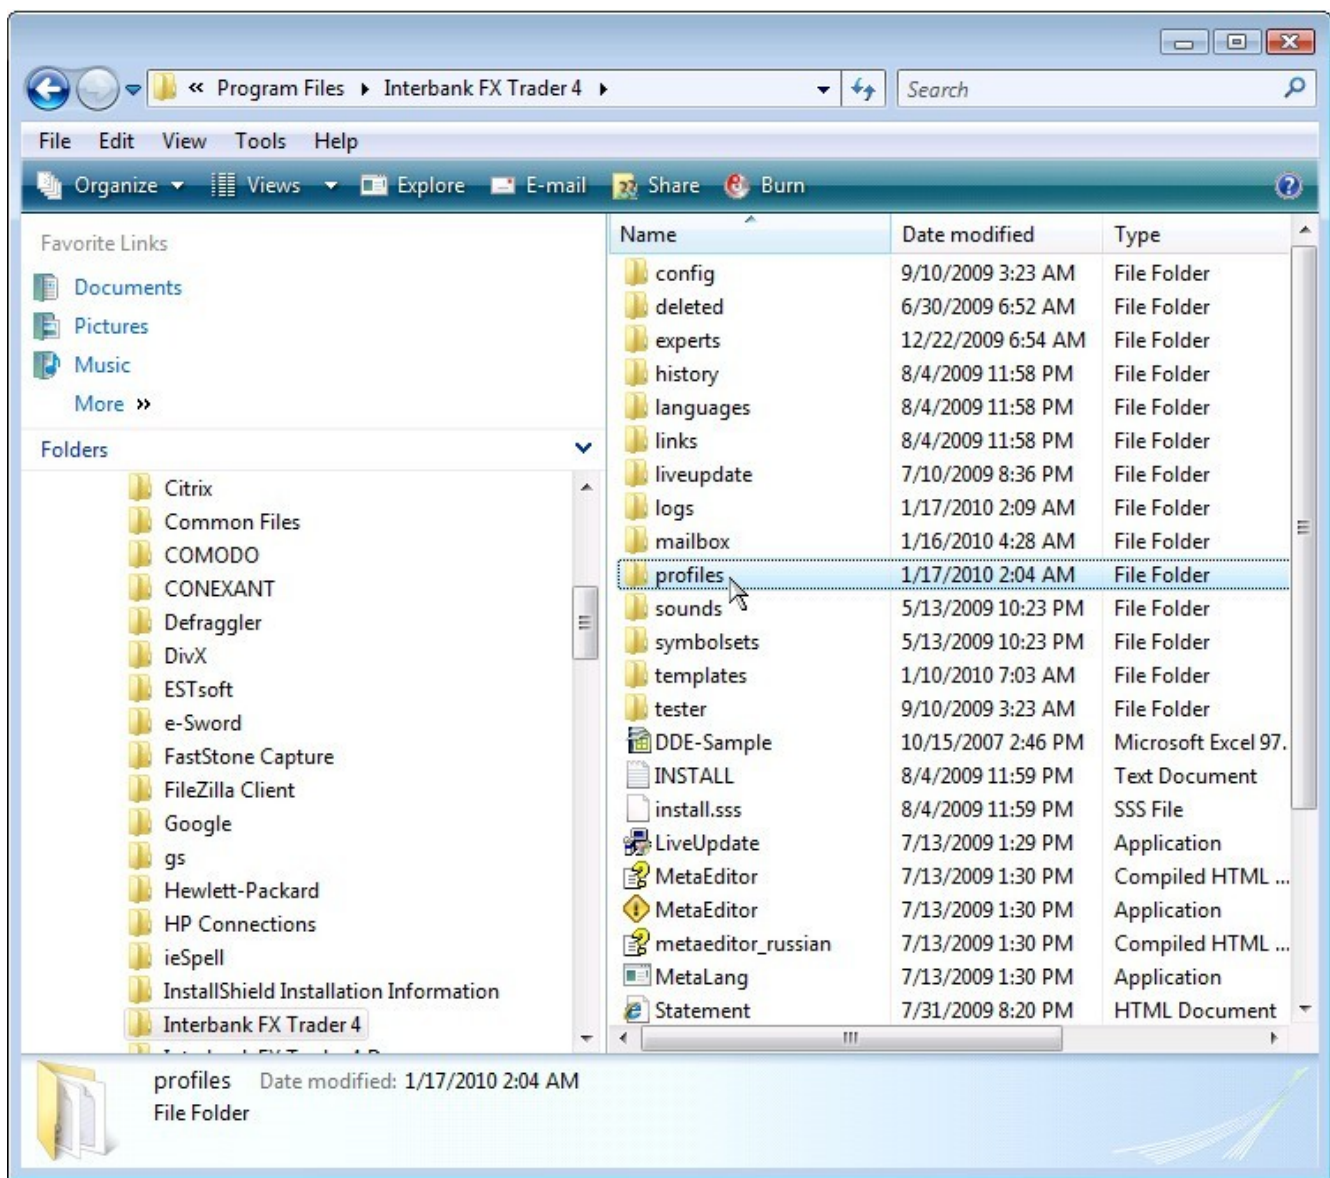 « Program Files ▸ Interbank FX Trader 4 ▸
Search
File Edit View Tools Help
Organize Views Explore E-mail Share Burn
Favorite Links
Documents
Pictures
Music
More »
Folders
Citrix
Common Files
COMODO
CONEXANT
Defraggler
DivX
ESTsoft
e-Sword
FastStone Capture
FileZilla Client
Google
gs
Hewlett-Packard
HP Connections
ieSpell
InstallShield Installation Information
Interbank FX Trader 4
Name Date modified Type
config 9/10/2009 3:23 AM File Folder
deleted 6/30/2009 6:52 AM File Folder
experts 12/22/2009 6:54 AM File Folder
history 8/4/2009 11:58 PM File Folder
languages 8/4/2009 11:58 PM File Folder
links 8/4/2009 11:58 PM File Folder
liveupdate 7/10/2009 8:36 PM File Folder
logs 1/17/2010 2:09 AM File Folder
mailbox 1/16/2010 4:28 AM File Folder
profiles 1/17/2010 2:04 AM File Folder
sounds 5/13/2009 10:23 PM File Folder
symbolsets 5/13/2009 10:23 PM File Folder
templates 1/10/2010 7:03 AM File Folder
tester 9/10/2009 3:23 AM File Folder
DDE-Sample 10/15/2007 2:46 PM Microsoft Excel 97.
INSTALL 8/4/2009 11:59 PM Text Document
install.sss 8/4/2009 11:59 PM SSS File
LiveUpdate 7/13/2009 1:29 PM Application
MetaEditor 7/13/2009 1:30 PM Compiled HTML ...
MetaEditor 7/13/2009 1:30 PM Application
metaeditor_russian 7/13/2009 1:30 PM Compiled HTML ...
MetaLang 7/13/2009 1:30 PM Application
Statement 7/31/2009 8:20 PM HTML Document
profiles Date modified: 1/17/2010 2:04 AM
File Folder